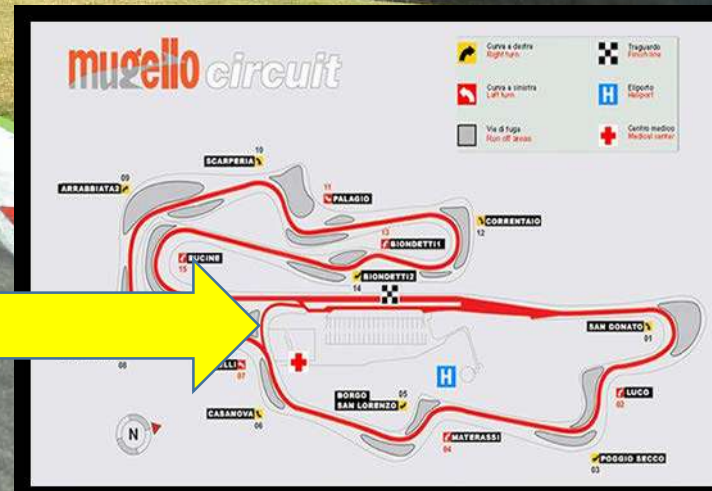 mugello circuit
Curva a destra
Right turn
Traguardo
Finish line
Curva a sinistra
Left turn
H
Eliporto
Heliport
Vie di fuga
Run off areas
Centro medico
Medical center
10
SCARPERIA
09
ARRABBIATA2
11
PALAGIO
CORRENTAIO
12
13
BIONDETTI1
15
BIONDETTI2
14
SAN DONATO
01
08
07
H
BORGO
SAN LORENZO
05
LUCO
02
CASANOVA
06
MATERASSI
04
N
POGGIO SECCO
03